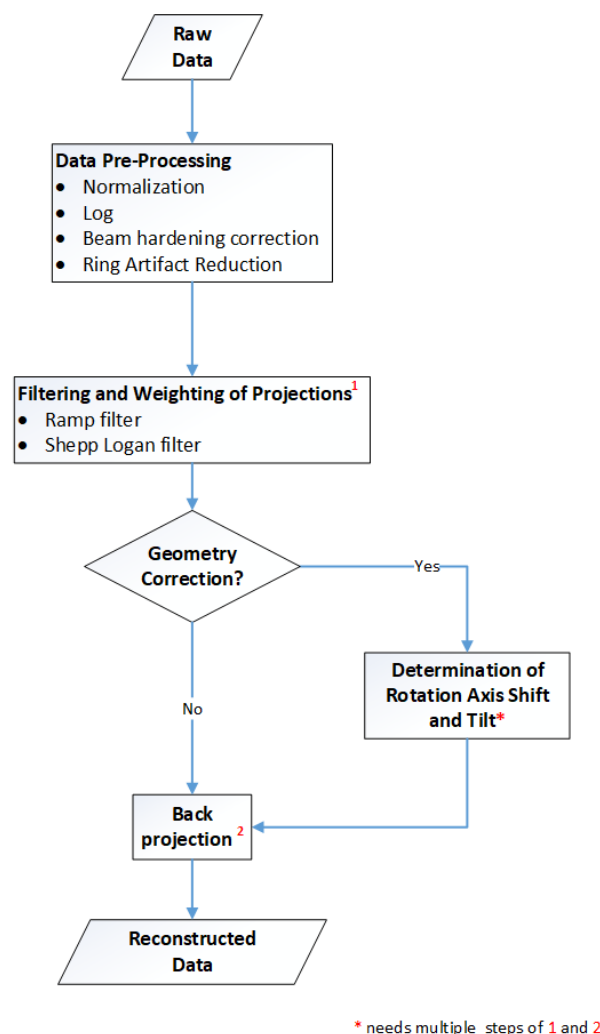 Raw
Data
Data Pre-Processing
• Normalization
• Log
• Beam hardening correction
• Ring Artifact Reduction
Filtering and Weighting of Projections¹
• Ramp filter
• Shepp Logan filter
Geometry
Correction?
Yes
Determination of
Rotation Axis Shift
and Tilt*
No
Back
projection ²
Reconstructed
Data
* needs multiple steps of 1 and 2